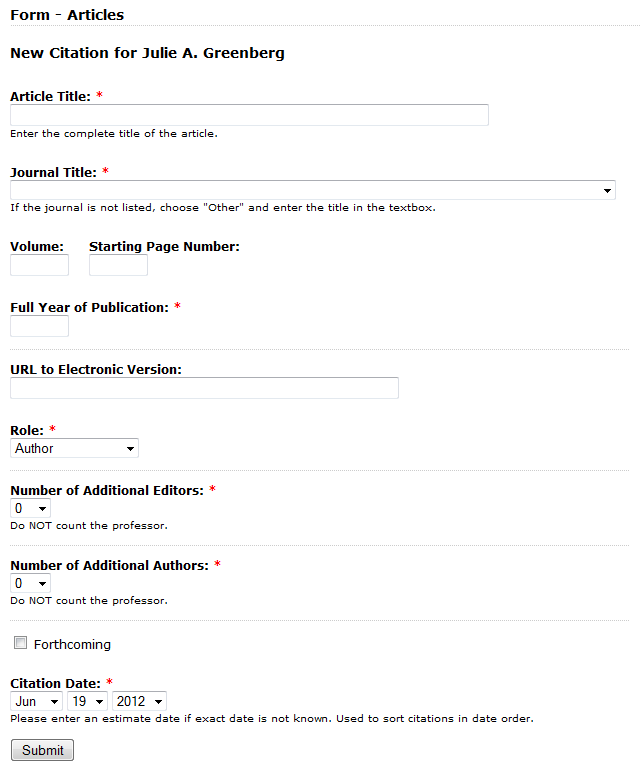 Form - Articles
New Citation for Julie A. Greenberg
Article Title: *
Enter the complete title of the article.
Journal Title: *
If the journal is not listed, choose "Other" and enter the title in the textbox.
Volume: Starting Page Number:
Full Year of Publication: *
URL to Electronic Version:
Role: *
Author
Number of Additional Editors: *
0
Do NOT count the professor.
Number of Additional Authors: *
0
Do NOT count the professor.
Forthcoming
Citation Date: *
Jun 19 2012
Please enter an estimate date if exact date is not known. Used to sort citations in date order.
Submit